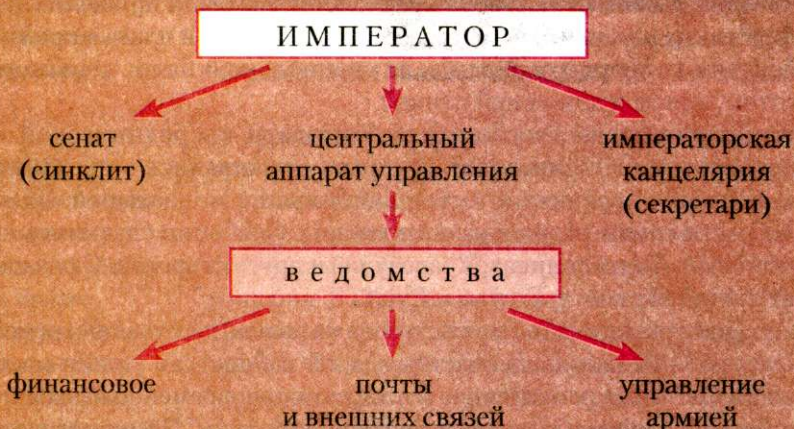 ИМПЕРАТОР
сенат
(синклит)
центральный
аппарат управления
императорская
канцелярия
(секретари)
ведомства
финансовое
почты
и внешних связей
управление
армией